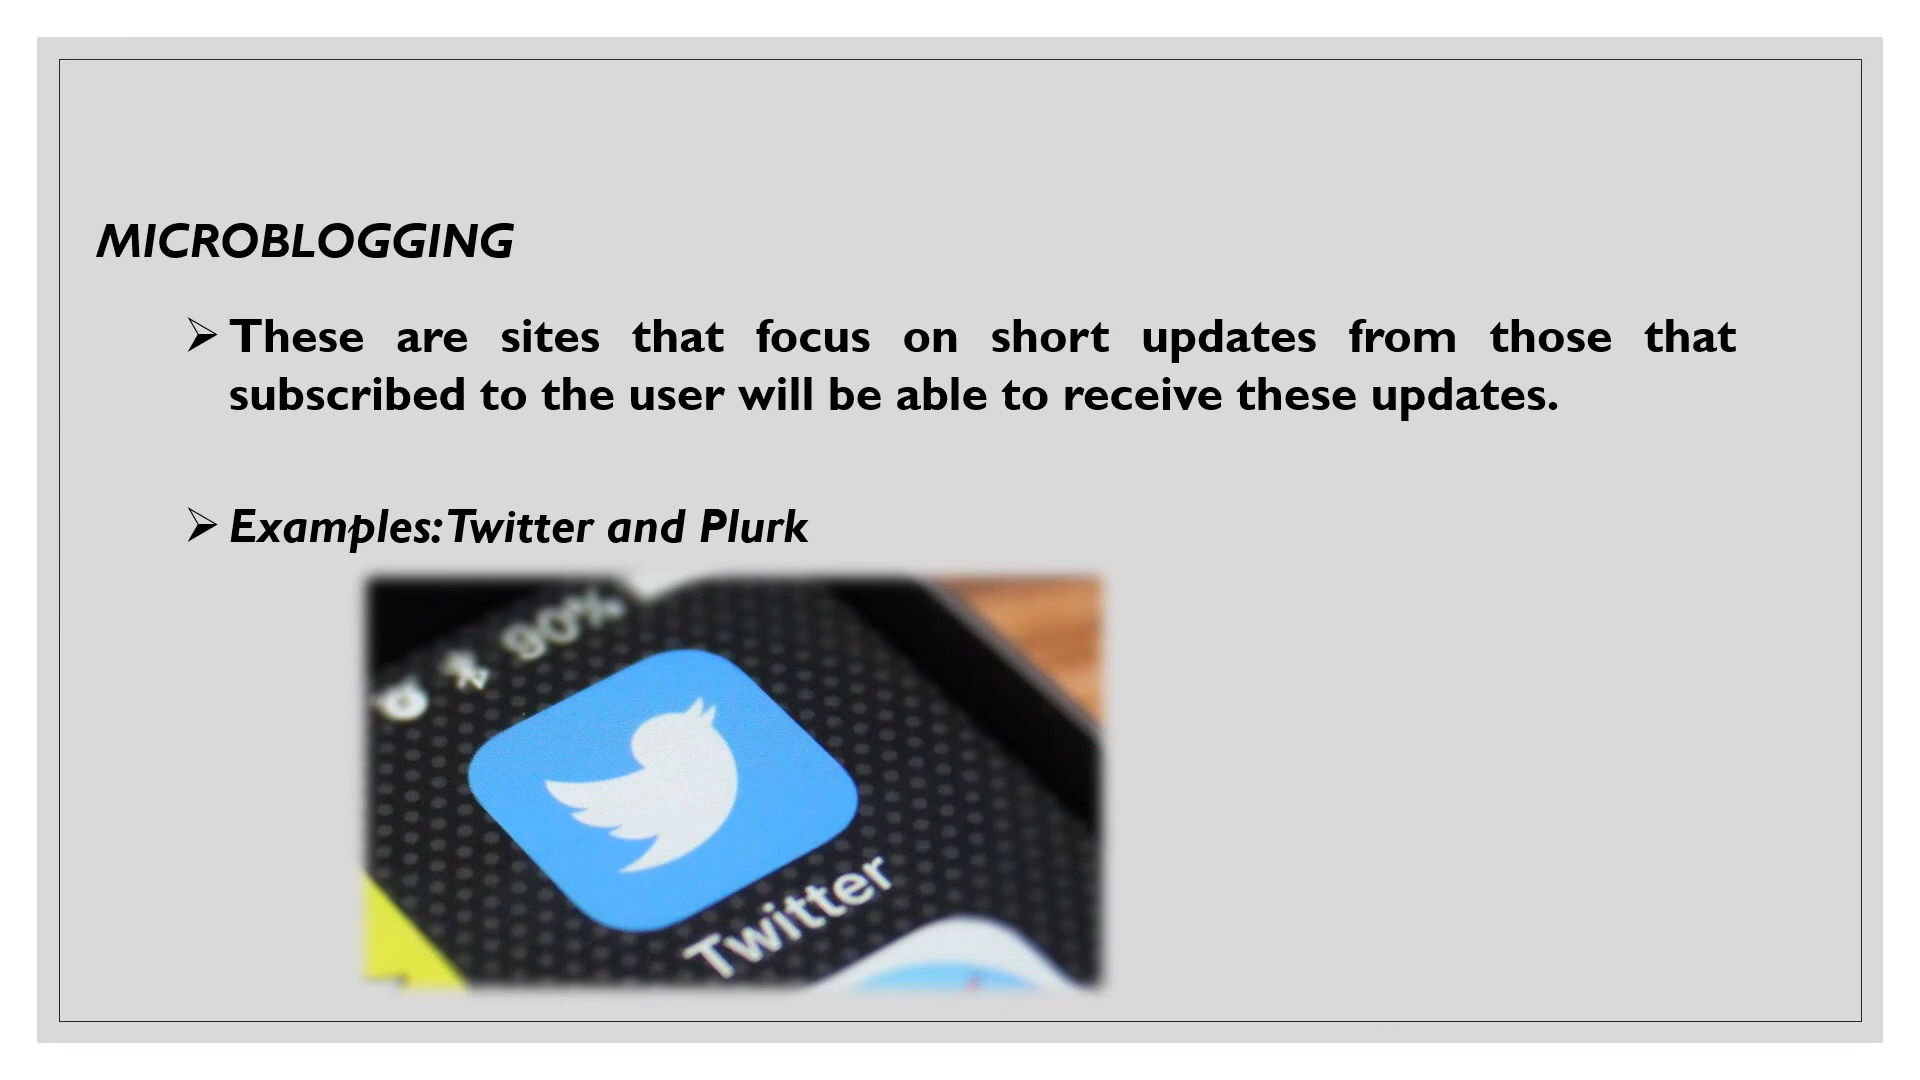 MICROBLOGGING
➢ These are sites that focus on short updates from those that
subscribed to the user will be able to receive these updates.
➢ Examples: Twitter and Plurk
90%
Twitter